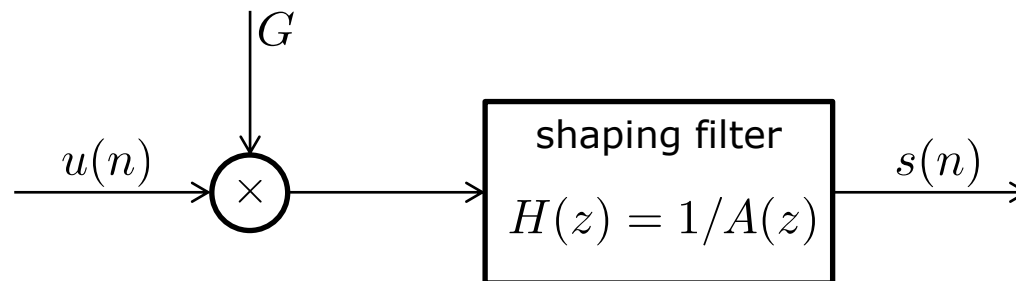 G
u(n)
×
shaping filter
H(z) = 1/A(z)
s(n)